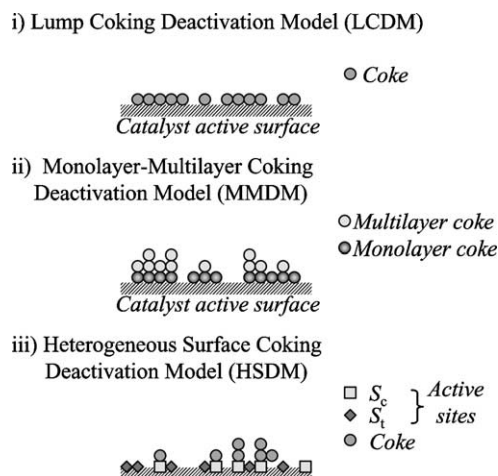 i) Lump Coking Deactivation Model (LCDM)
Coke
Catalyst active surface
ii) Monolayer-Multilayer Coking
Deactivation Model (MMDM)
Multilayer coke
Monolayer coke
Catalyst active surface
iii) Heterogeneous Surface Coking
Deactivation Model (HSDM)
Sc
St
Active
sites
Coke